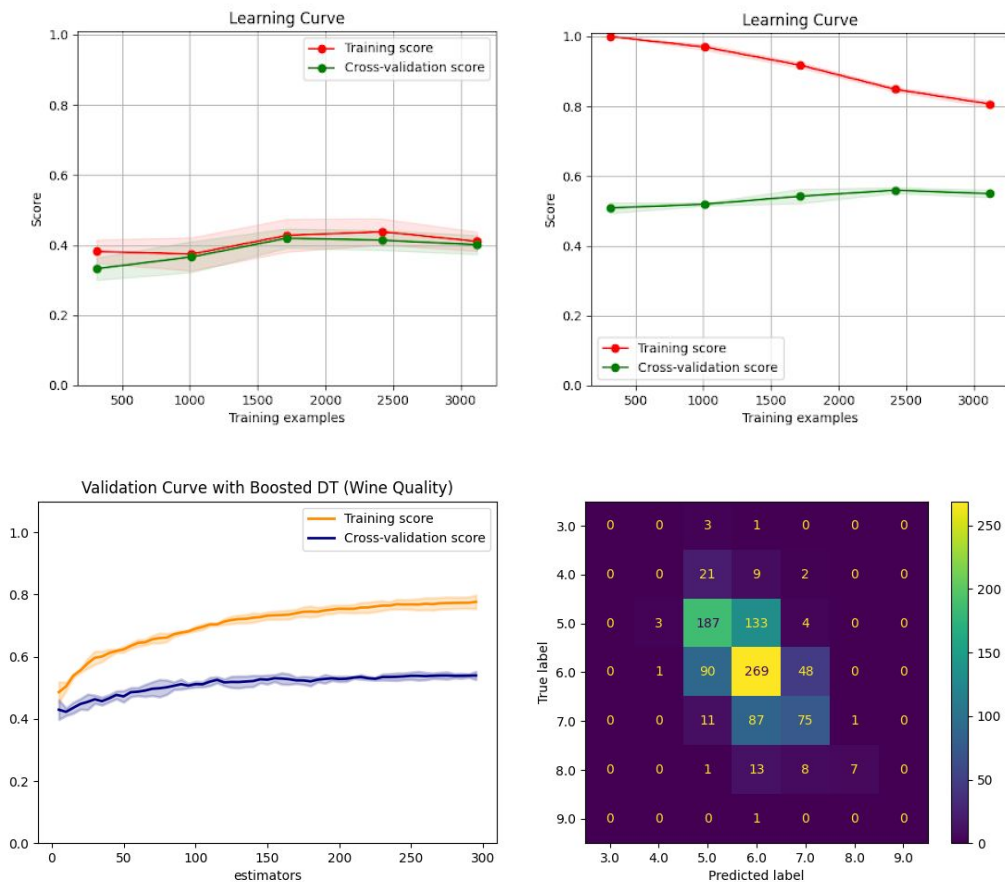 Learning Curve
Training score
Cross-validation score
1.0
0.8
0.6
0.4
0.2
0.0
Score
500 1000 1500 2000 2500 3000
Training examples
Learning Curve
1.0
0.8
0.6
0.4
0.2
0.0
Score
Training score
Cross-validation score
500 1000 1500 2000 2500 3000
Training examples
Validation Curve with Boosted DT (Wine Quality)
Training score
Cross-validation score
1.0
0.8
0.6
0.4
0.2
0.0
0 50 100 150 200 250 300
estimators
True label
3.0 0 0 3 1 0 0 0
4.0 0 0 21 9 2 0 0
5.0 0 3 187 133 4 0 0
6.0 0 1 90 269 48 0 0
7.0 0 0 11 87 75 1 0
8.0 0 0 1 13 8 7 0
9.0 0 0 0 1 0 0 0
3.0 4.0 5.0 6.0 7.0 8.0 9.0
Predicted label
250
200
150
100
50
0